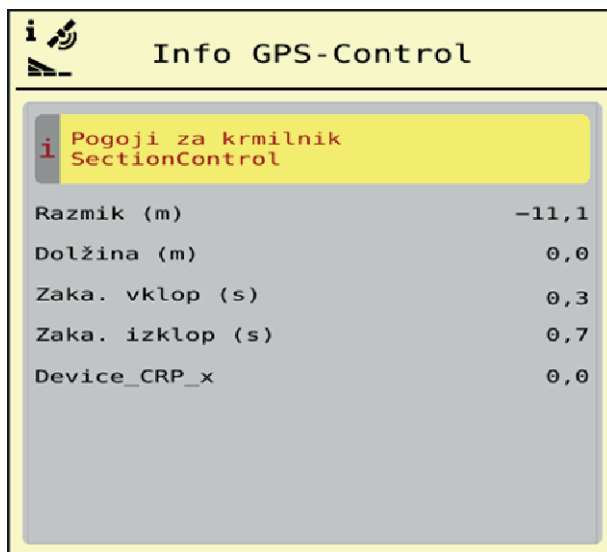 Info GPS-Control
i Pogoji za krmilnik
SectionControl
Razmik (m) −11,1
Dolžina (m) 0,0
Zaka. vklop (s) 0,3
Zaka. izklop (s) 0,7
Device_CRP_x 0,0